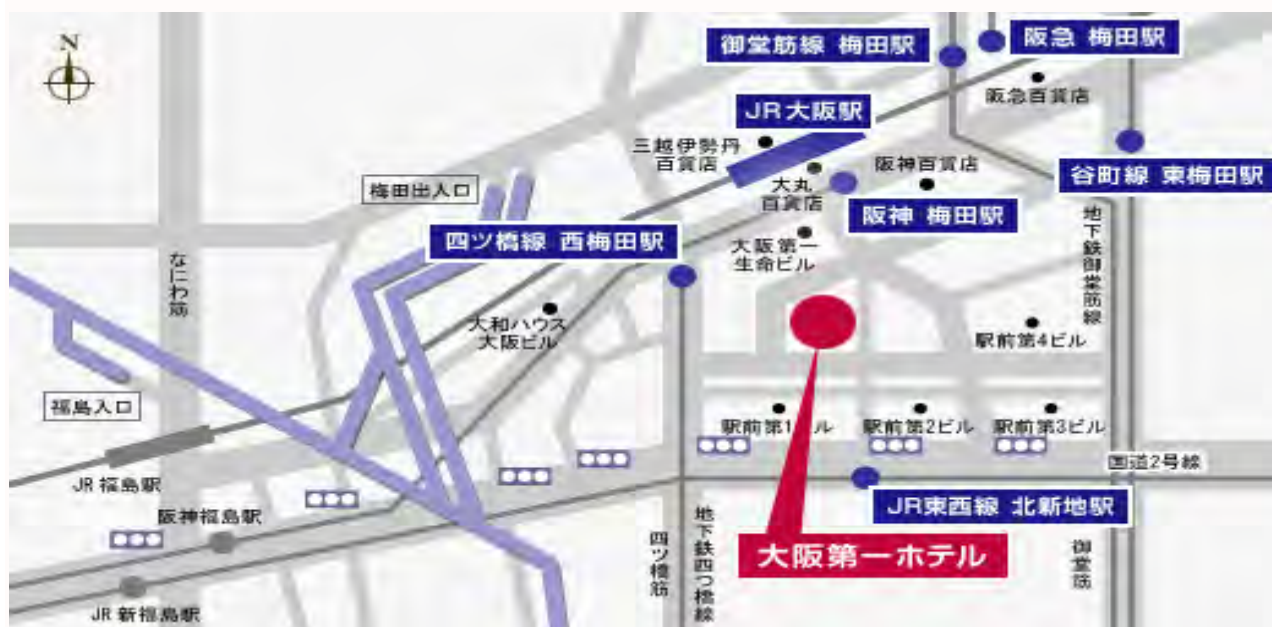 N
御堂筋線 梅田駅
阪急 梅田駅
阪急百貨店
JR大阪駅
三越伊勢丹
百貨店
大丸
百貨店
阪神百貨店
谷町線 東梅田駅
梅田出入口
阪神 梅田駅
四ツ橋線 西梅田駅
大阪第一
生命ビル
地下鉄御堂筋線
なにわ筋
大和ハウス
大阪ビル
駅前第4ビル
福島入口
駅前第1ビル
駅前第2ビル
駅前第3ビル
国道2号線
JR福島駅
阪神福島駅
JR東西線 北新地駅
四ツ橋筋
地下鉄四つ橋線
大阪第一ホテル
御堂筋
JR新福島駅